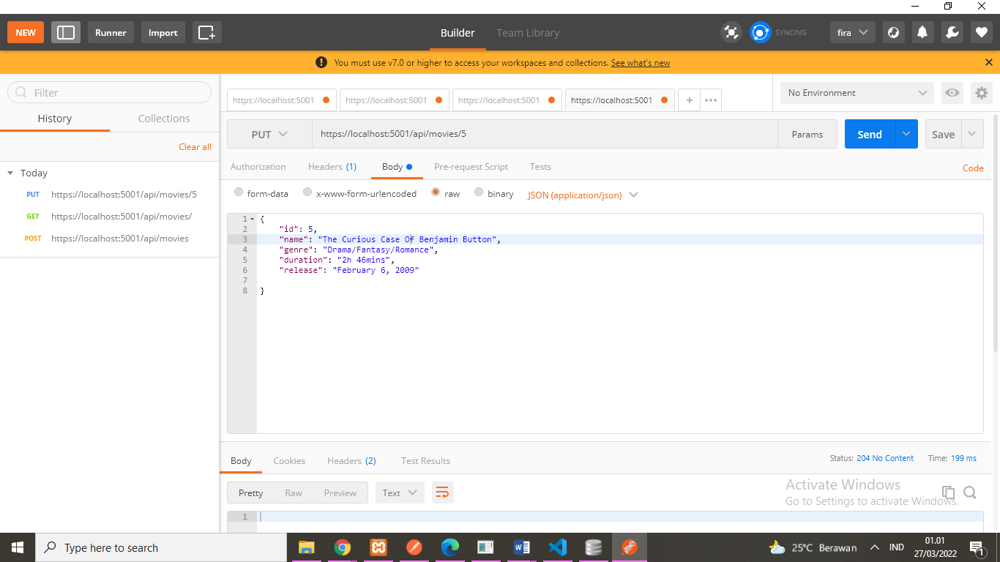 NEW
Runner
Import
Builder
Team Library
SYNCING
fira
You must use v7.0 or higher to access your workspaces and collections. See what's new
Filter
History
Collections
Clear all
Today
PUT https://localhost:5001/api/movies/5
GET https://localhost:5001/api/movies/
POST https://localhost:5001/api/movies
https://localhost:5001
https://localhost:5001
https://localhost:5001
https://localhost:5001
No Environment
PUT
https://localhost:5001/api/movies/5
Params
Send
Save
Authorization
Headers (1)
Body
Pre-request Script
Tests
Code
form-data
x-www-form-urlencoded
raw
binary
JSON (application/json)
1 {
2 "id": 5,
3 "name": "The Curious Case Of Benjamin Button",
4 "genre": "Drama/Fantasy/Romance",
5 "duration": "2h 46mins",
6 "release": "February 6, 2009"
7
8 }
Body
Cookies
Headers (2)
Test Results
Status: 204 No Content
Time: 199 ms
Pretty
Raw
Preview
Text
Activate Windows
Go to Settings to activate Windows.
1
Type here to search
25°C Berawan
IND
01.01
27/03/2022
1